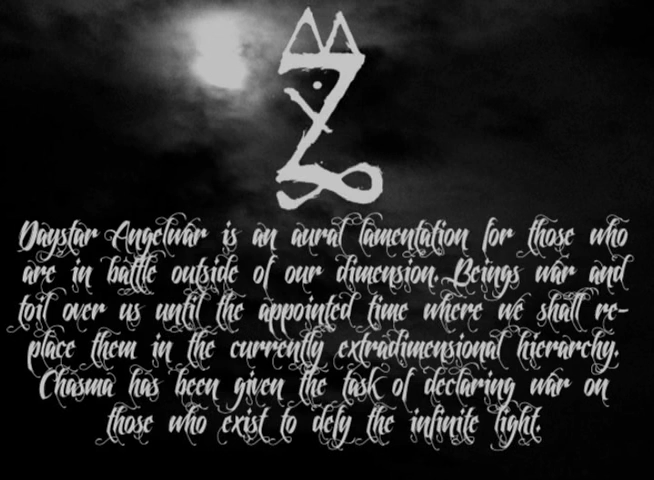 Daystar Angelwar is an aural lamentation for those who
are in battle outside of our dimension. Beings war and
toil over us until the appointed time where we shall re-
place them in the currently extradimensional hierarchy.
Chasma has been given the task of declaring war on
those who exist to defy the infinite light.